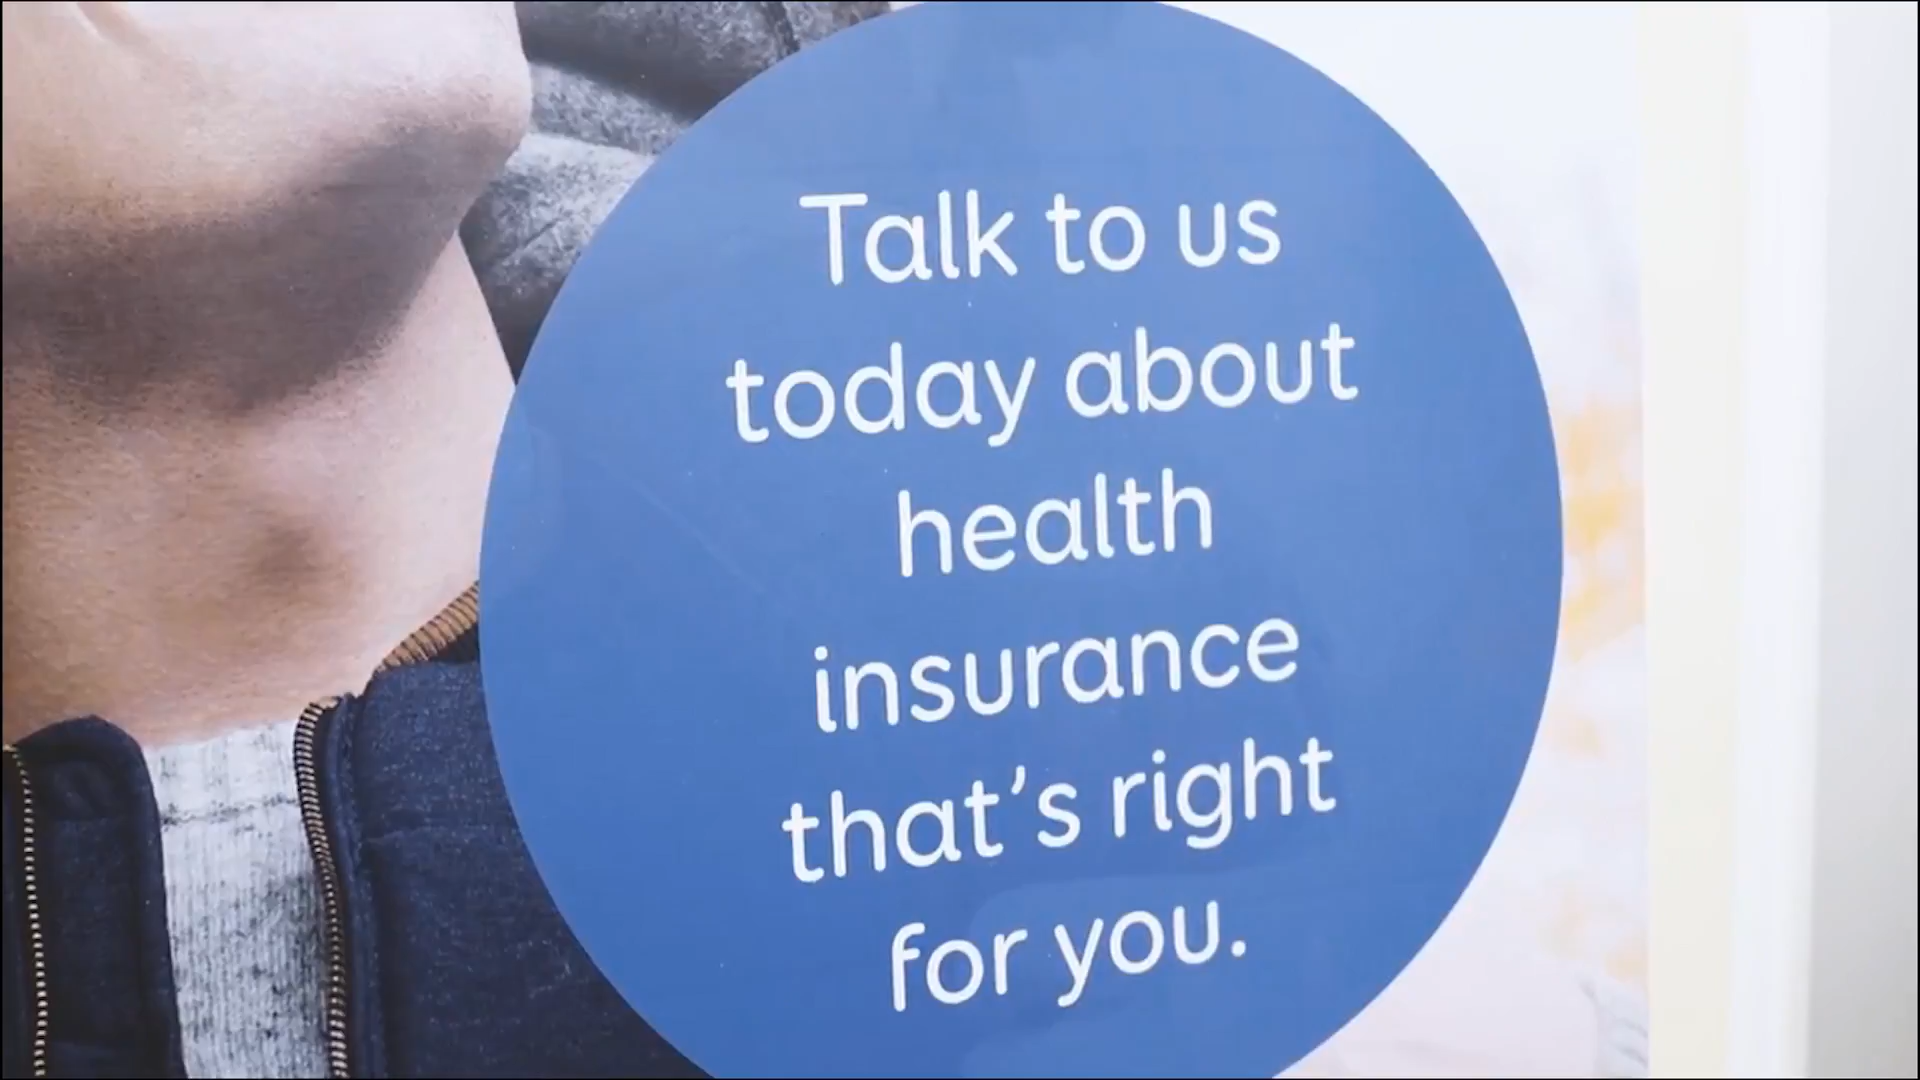 Talk to us
today about
health
insurance
that's right
for you.